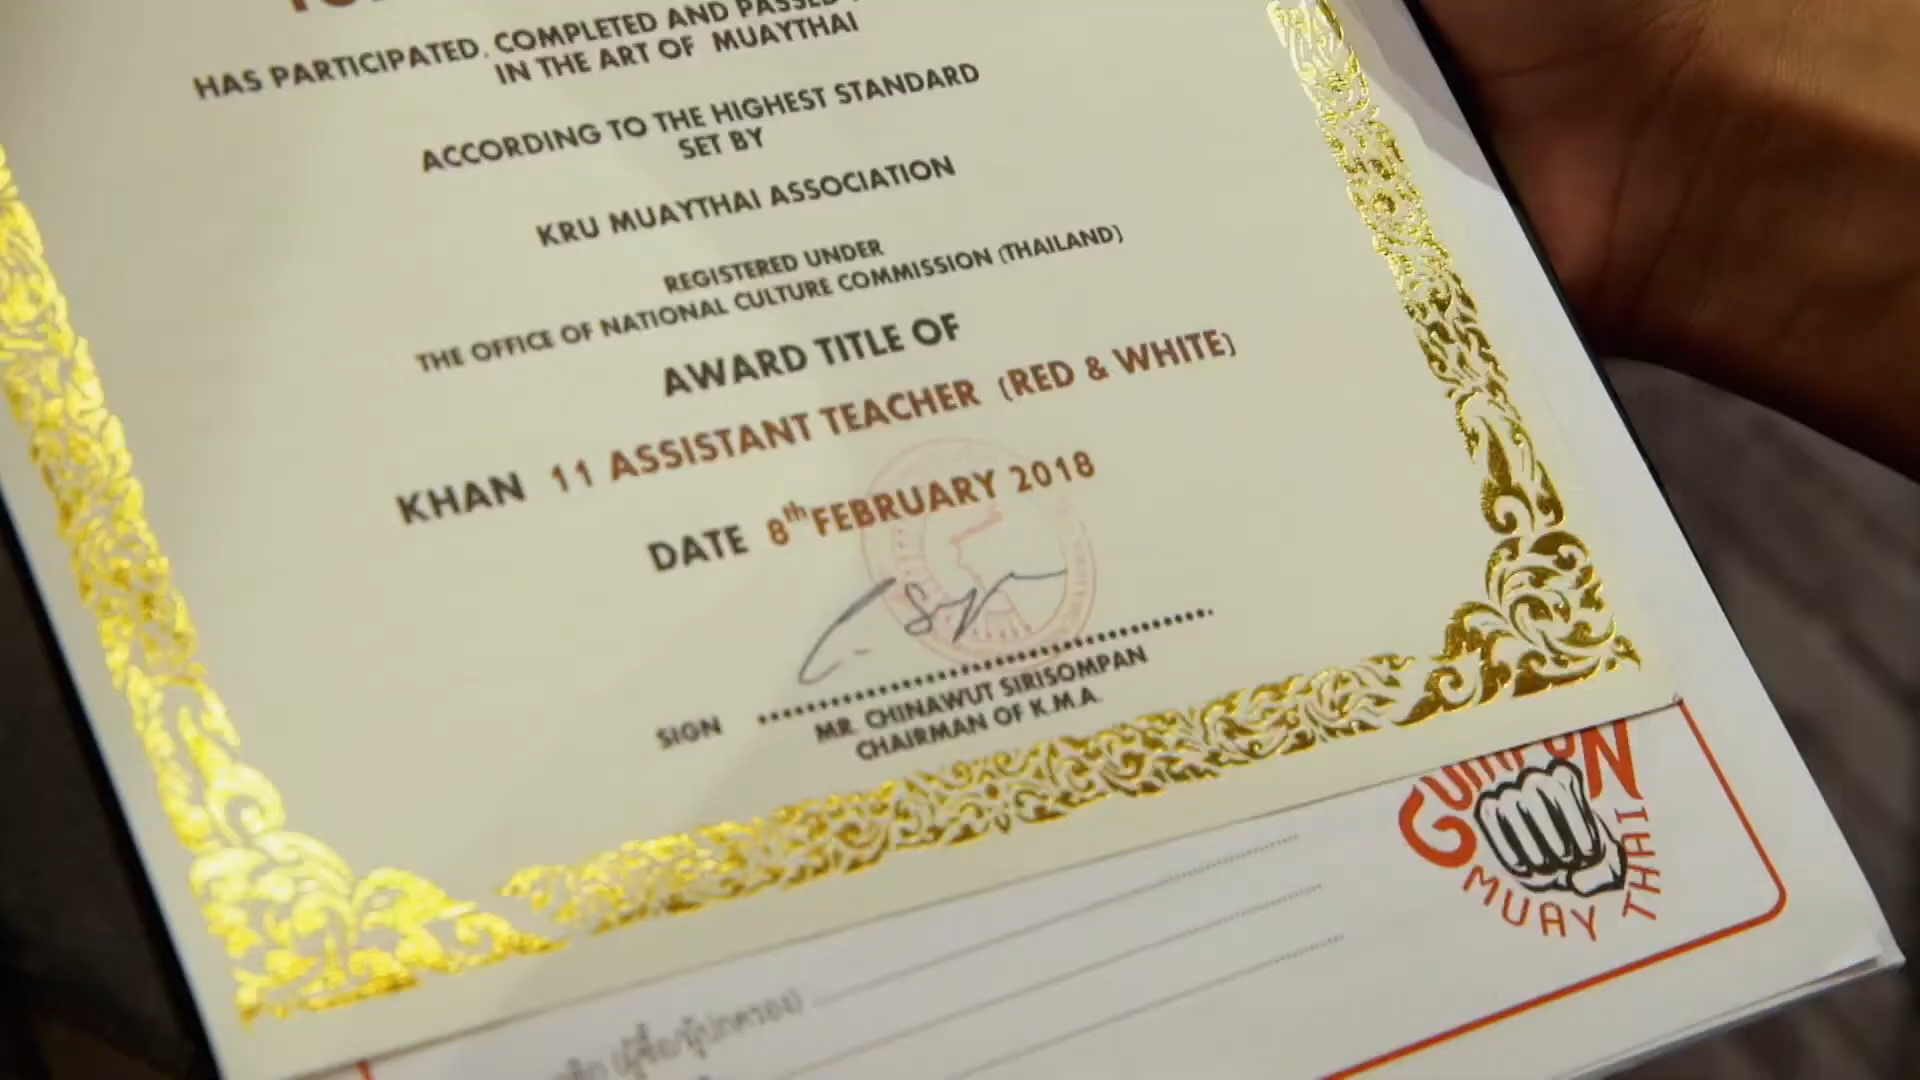 HAS PARTICIPATED, COMPLETED AND PASSED
IN THE ART OF MUAYTHAI
ACCORDING TO THE HIGHEST STANDARD
SET BY
KRU MUAYTHAI ASSOCIATION
REGISTERED UNDER
THE OFFICE OF NATIONAL CULTURE COMMISSION (THAILAND)
AWARD TITLE OF
KHAN 11 ASSISTANT TEACHER (RED & WHITE)
DATE 8th FEBRUARY 2018
SIGN
MR. CHINAWUT SIRISOMPAN
CHAIRMAN OF K.M.A.
MUAY THAI